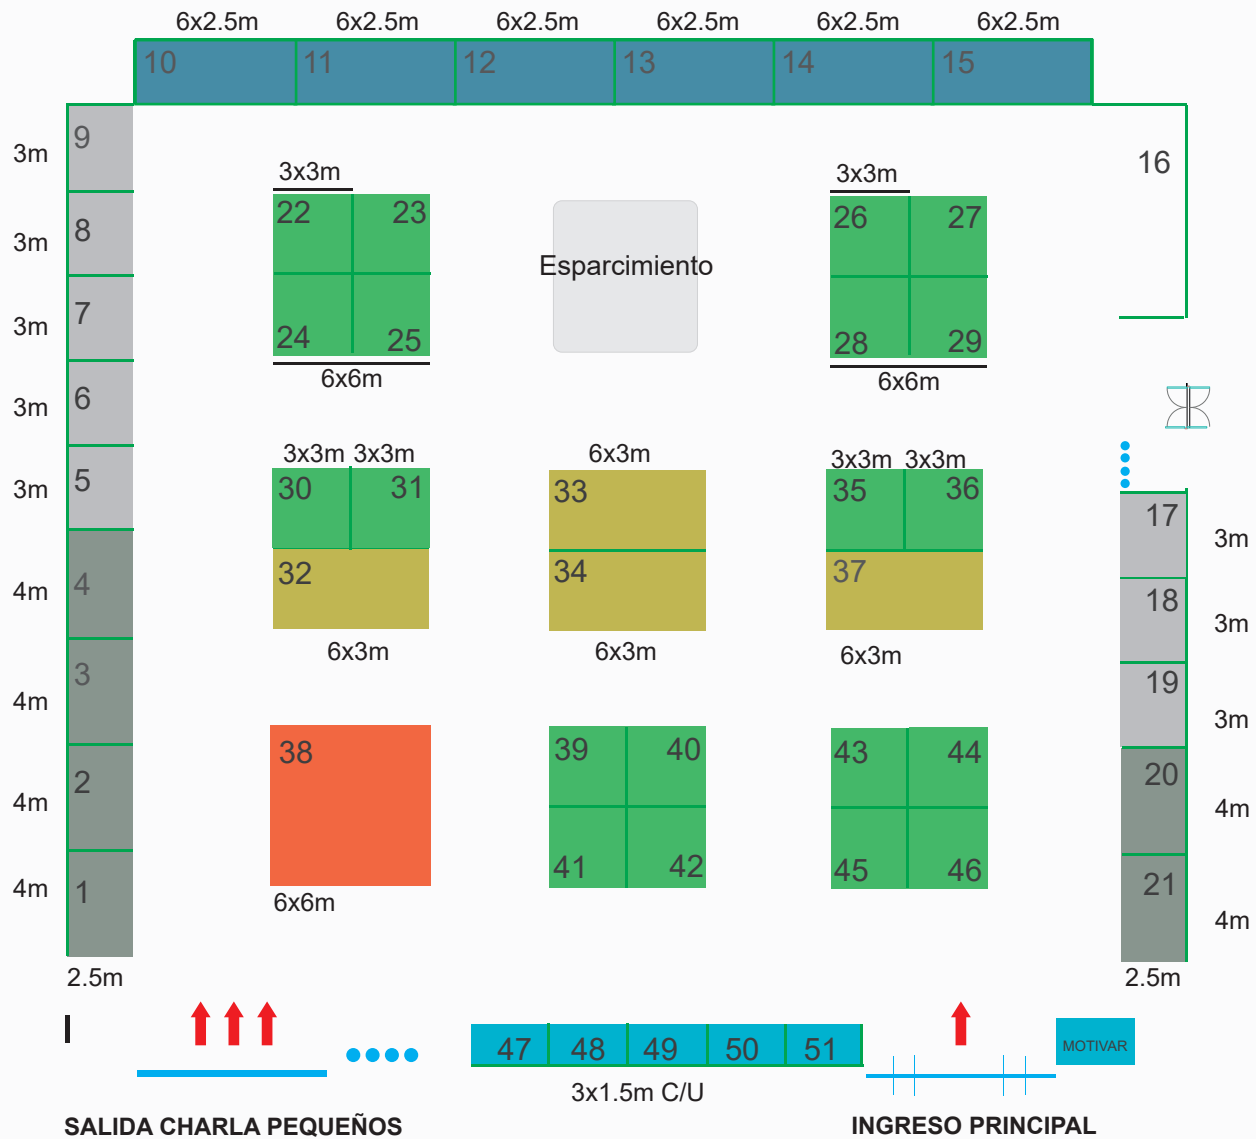 6x2.5m 6x2.5m 6x2.5m 6x2.5m 6x2.5m 6x2.5m
10 11 12 13 14 15
9
3m
16
3x3m 3x3m
22 23 26 27
8
3m
Esparcimiento
7
3m
24 25 28 29
6x6m 6x6m
6
3m
3x3m 3x3m 6x3m 3x3m 3x3m
5
3m
30 31 33 35 36
17
3m
4
4m
32 34 37
18
3m
6x3m 6x3m 6x3m
3
4m
19
3m
38 39 40 43 44
2
4m
20
4m
41 42 45 46
1
4m
21
4m
6x6m
2.5m 2.5m
47 48 49 50 51
MOTIVAR
3x1.5m C/U
SALIDA CHARLA PEQUEÑOS INGRESO PRINCIPAL